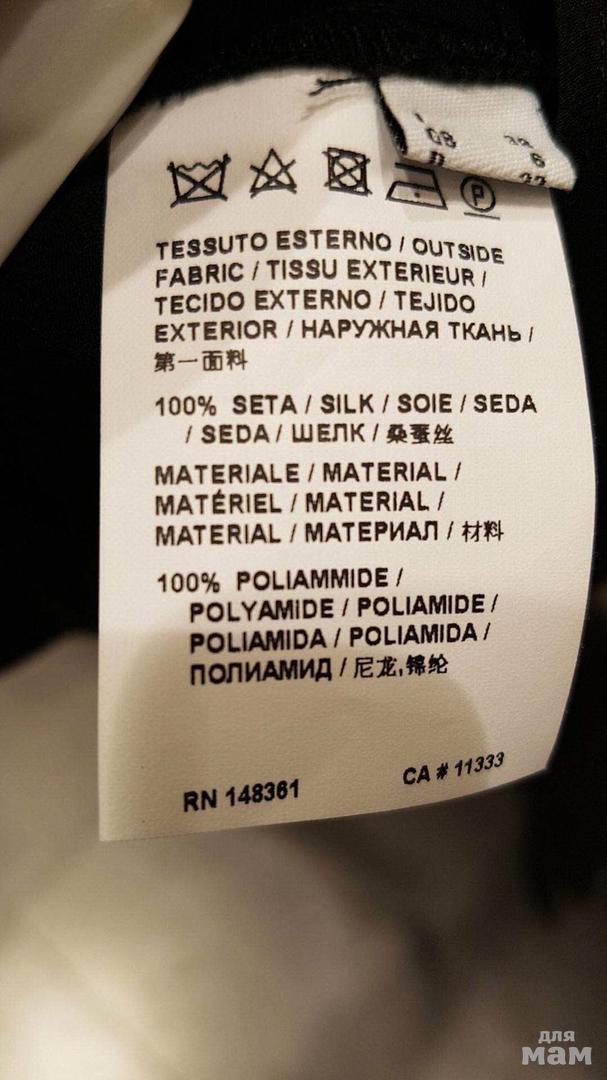 P
TESSUTO ESTERNO / OUTSIDE
FABRIC / TISSU EXTERIEUR /
TECIDO EXTERNO / TEJIDO
EXTERIOR / НАРУЖНАЯ ТКАНЬ /
第一面料
100% SETA / SILK / SOIE / SEDA
/ SEDA / ШЕЛК / 桑蚕丝
MATERIALE / MATERIAL /
MATÉRIEL / MATERIAL /
MATERIAL / МАТЕРИАЛ / 材料
100% POLIAMMIDE /
POLYAMIDE / POLIAMIDE /
POLIAMIDA / POLIAMIDA /
ПОЛИАМИД / 尼龙,锦纶
RN 148361 CA # 11333
для
мам